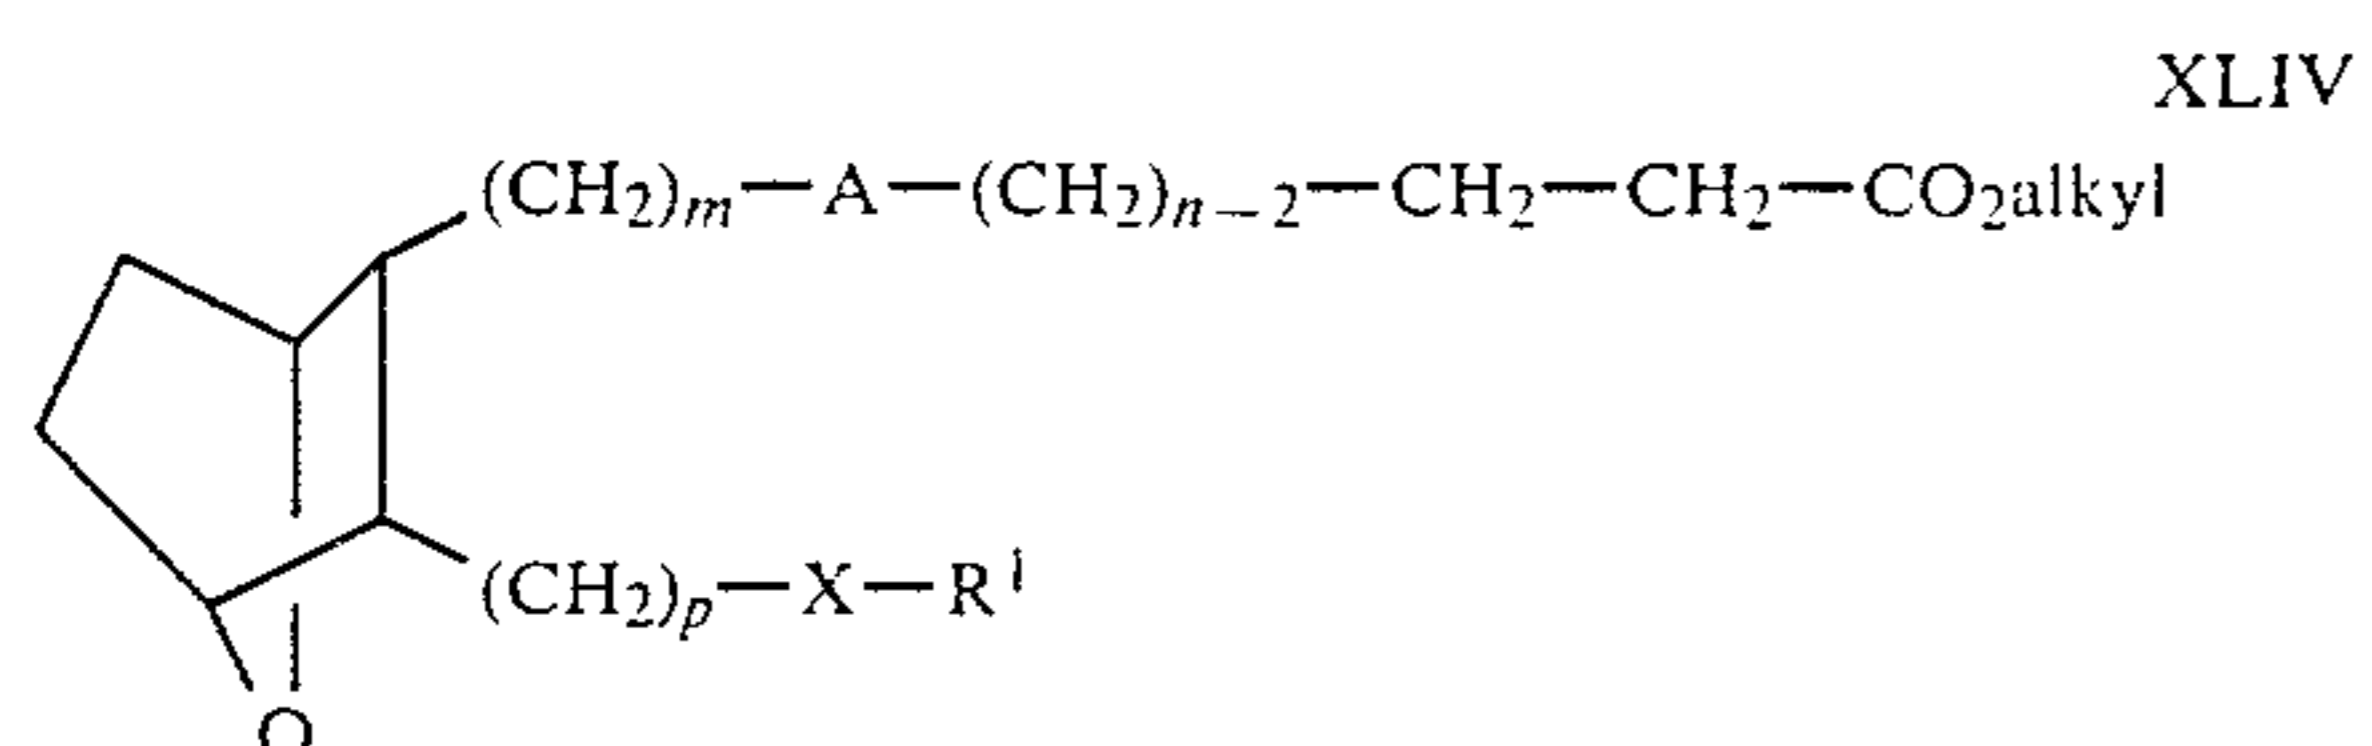 XLIV
(CH₂)ₘ—A—(CH₂)ₙ₋₂—CH₂—CH₂—CO₂alkyl
(CH₂)ₚ—X—R¹
O